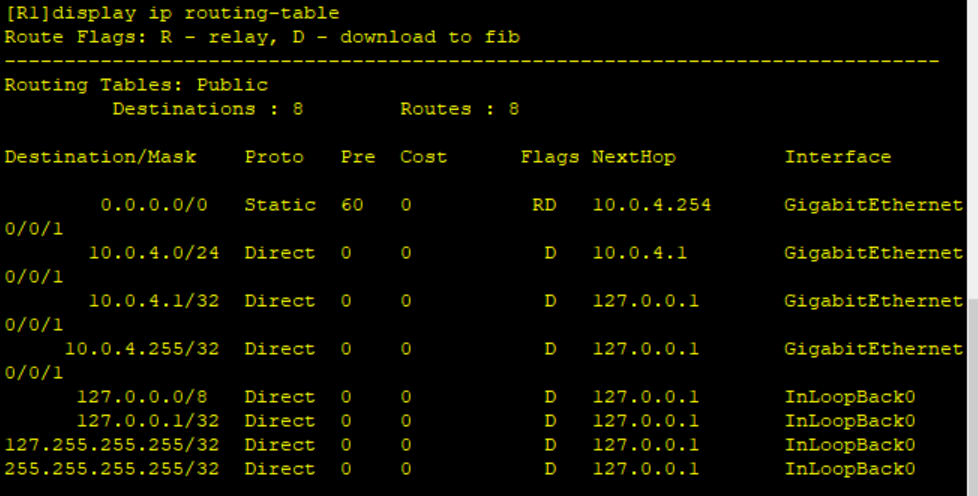 [R1]display ip routing-table
Route Flags: R - relay, D - download to fib
------------------------------------------------------------------------------
Routing Tables: Public
         Destinations : 8        Routes : 8

Destination/Mask    Proto   Pre  Cost      Flags NextHop         Interface

        0.0.0.0/0   Static  60   0          RD   10.0.4.254      GigabitEthernet
0/0/1
       10.0.4.0/24  Direct  0    0           D   10.0.4.1        GigabitEthernet
0/0/1
       10.0.4.1/32  Direct  0    0           D   127.0.0.1       GigabitEthernet
0/0/1
     10.0.4.255/32  Direct  0    0           D   127.0.0.1       GigabitEthernet
0/0/1
      127.0.0.0/8   Direct  0    0           D   127.0.0.1       InLoopBack0
      127.0.0.1/32  Direct  0    0           D   127.0.0.1       InLoopBack0
127.255.255.255/32  Direct  0    0           D   127.0.0.1       InLoopBack0
255.255.255.255/32  Direct  0    0           D   127.0.0.1       InLoopBack0